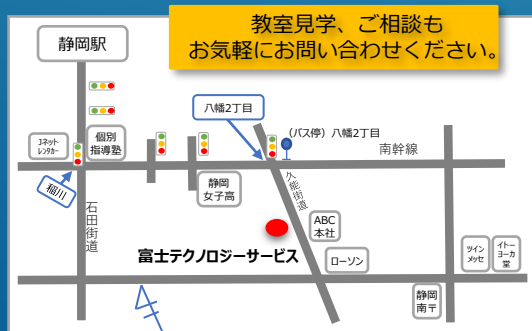 教室見学、ご相談も
お気軽にお問い合わせください。
静岡駅
八幡2丁目
(バス停) 八幡2丁目
Jネット
レンタカー
個別
指導塾
南幹線
稲川
静岡
女子高
久能街道
石田街道
ABC
本社
富士テクノロジーサービス
ローソン
ツイン
メッセ
イトー
ヨーカ
堂
静岡
南〒